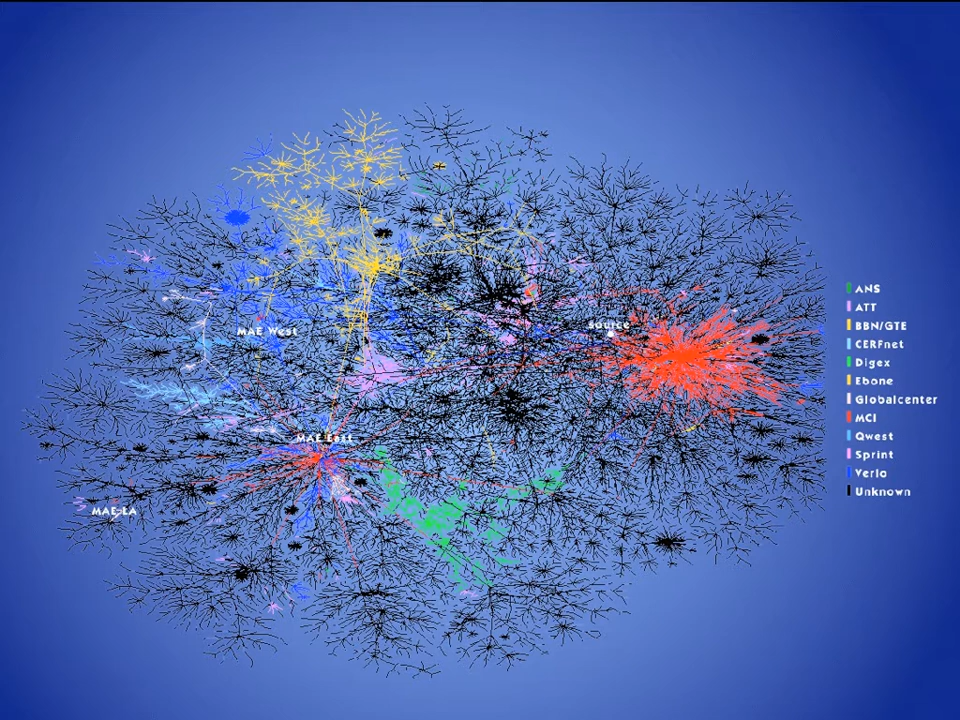 Source
MAE West
MAE East
MAE-LA
ANS
ATT
BBN/GTE
CERFnet
Digex
Ebone
Globalcenter
MCI
Qwest
Sprint
Verio
Unknown